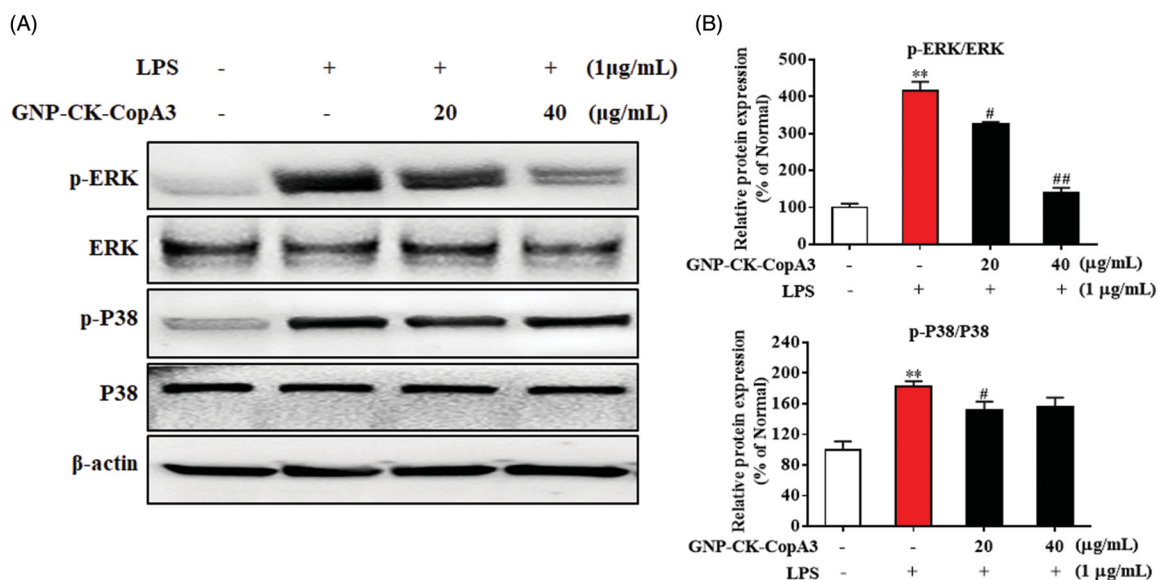 (A)
LPS - + + + (1μg/mL)
GNP-CK-CopA3 - - 20 40 (μg/mL)
p-ERK
ERK
p-P38
P38
β-actin
(B)
p-ERK/ERK
Relative protein expression
(% of Normal)
500
400
300
200
100
0
**
#
##
GNP-CK-CopA3 - - 20 40 (μg/mL)
LPS - + + + (1 μg/mL)
p-P38/P38
Relative protein expression
(% of Normal)
240
200
160
120
80
40
0
**
#
GNP-CK-CopA3 - - 20 40 (μg/mL)
LPS - + + + (1 μg/mL)